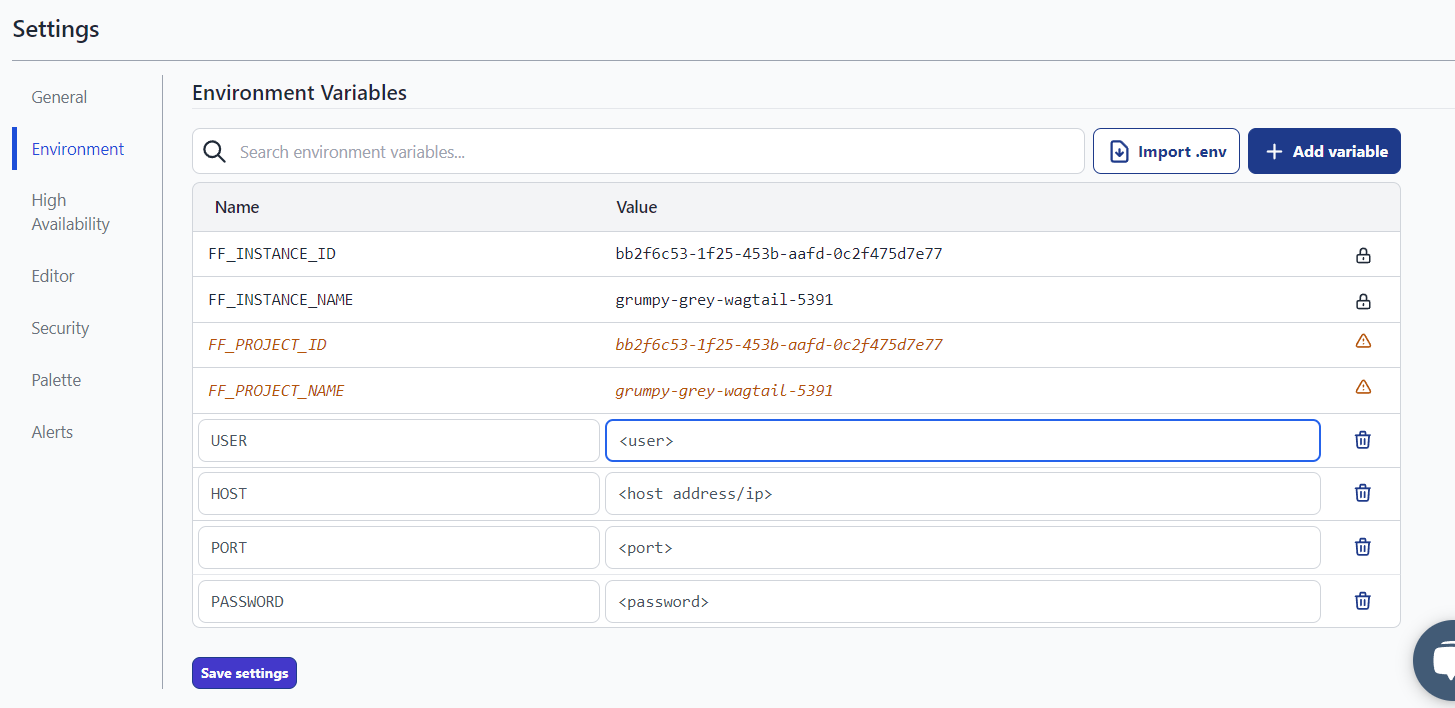 Settings
General
Environment
High
Availability
Editor
Security
Palette
Alerts
Environment Variables
Search environment variables...
Import .env
Add variable
Name Value
FF_INSTANCE_ID bb2f6c53-1f25-453b-aafd-0c2f475d7e77
FF_INSTANCE_NAME grumpy-grey-wagtail-5391
FF_PROJECT_ID bb2f6c53-1f25-453b-aafd-0c2f475d7e77
FF_PROJECT_NAME grumpy-grey-wagtail-5391
USER <user>
HOST <host address/ip>
PORT <port>
PASSWORD <password>
Save settings